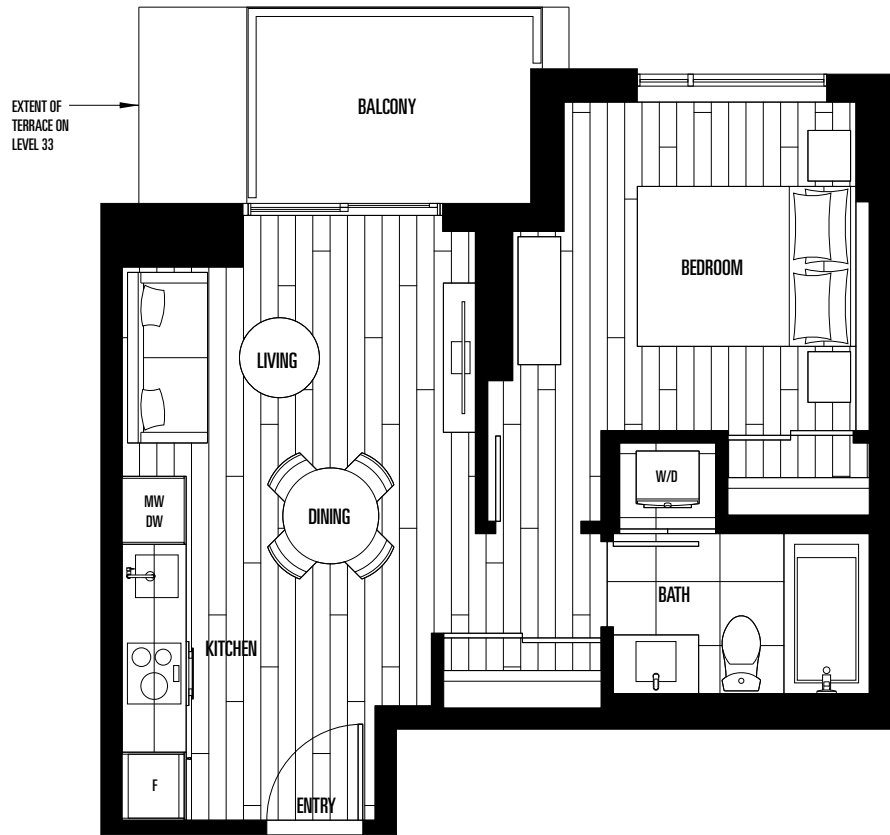 EXTENT OF
TERRACE ON
LEVEL 33
BALCONY
BEDROOM
LIVING
W/D
MW
DW
DINING
BATH
KITCHEN
F
ENTRY